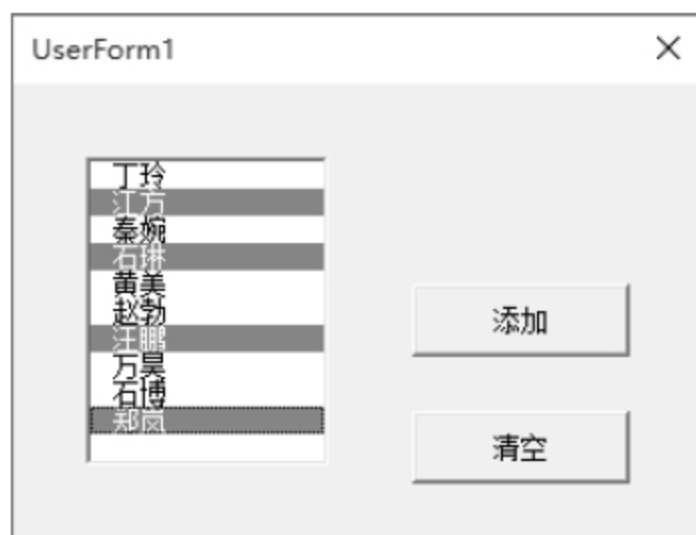 UserForm1
丁玲
江方
秦婉
石琳
黄美
赵勃
汪鹏
万昊
石博
郑岚
添加
清空